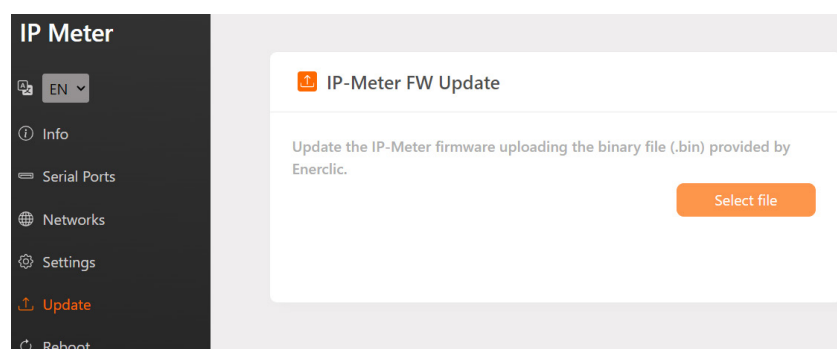 IP Meter
EN
Info
Serial Ports
Networks
Settings
Update
Reboot
IP-Meter FW Update
Update the IP-Meter firmware uploading the binary file (.bin) provided by
Enerclic.
Select file